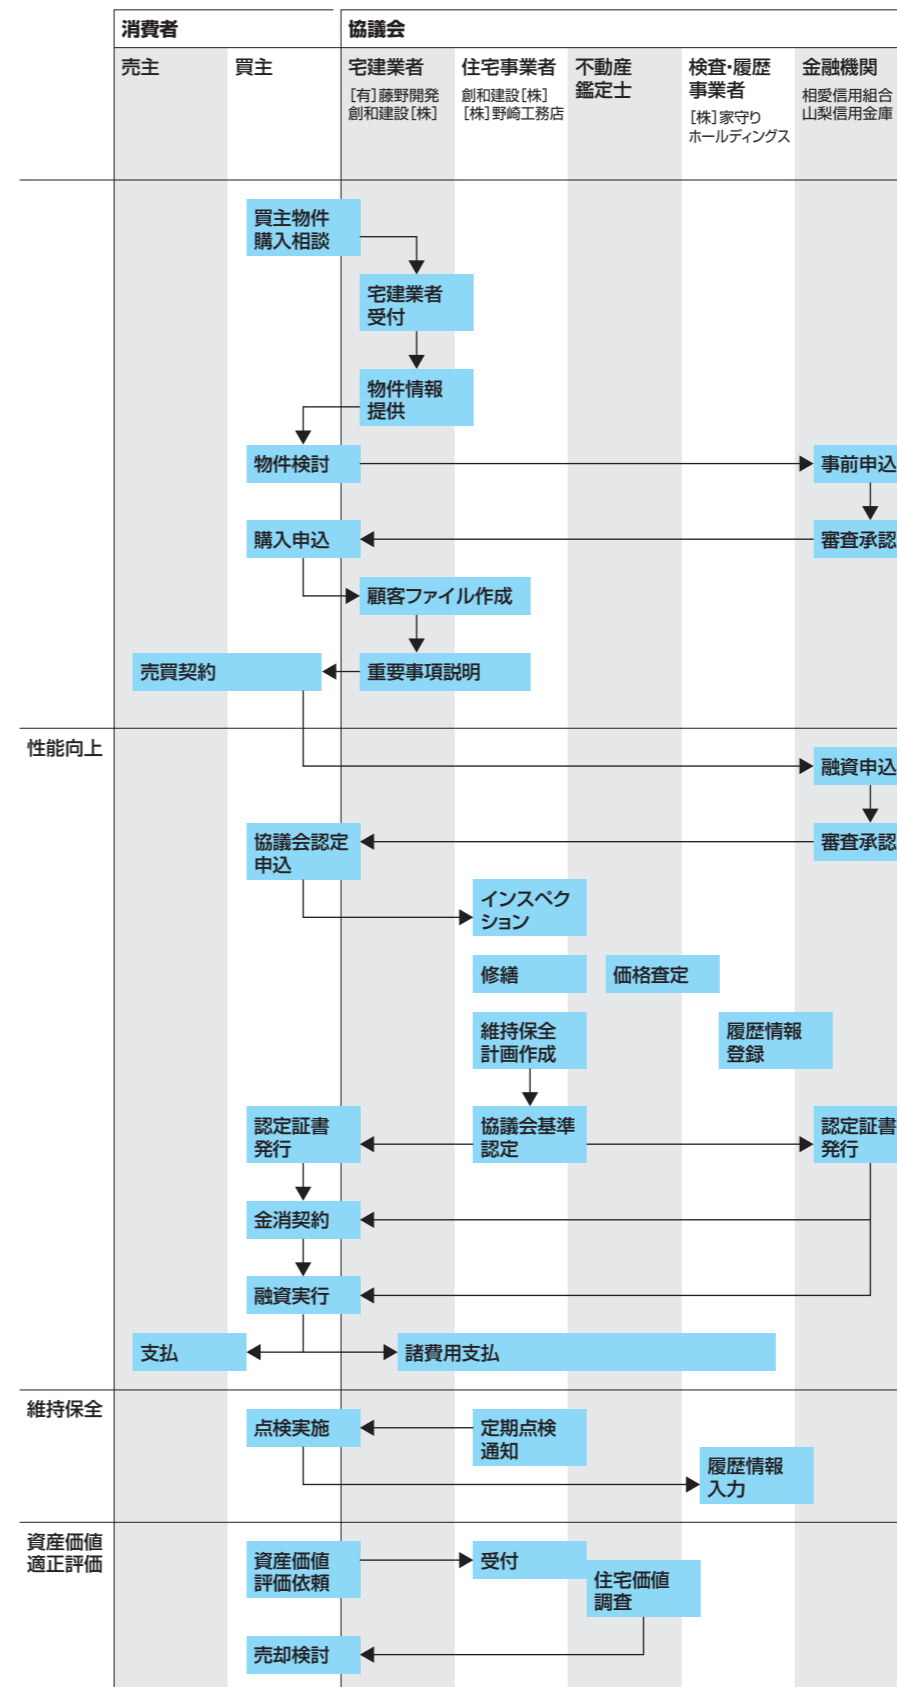 消費者
協議会
売主
買主
宅建業者
[有]藤野開発
創和建設[株]
住宅事業者
創和建設[株]
[株]野崎工務店
不動産
鑑定士
検査・履歴
事業者
[株]家守り
ホールディングス
金融機関
相愛信用組合
山梨信用金庫
買主物件
購入相談
宅建業者
受付
物件情報
提供
物件検討
事前申込
購入申込
審査承認
顧客ファイル作成
売買契約
重要事項説明
性能向上
融資申込
協議会認定
申込
審査承認
インスペク
ション
修繕
価格査定
維持保全
計画作成
履歴情報
登録
認定証書
発行
協議会基準
認定
認定証書
発行
金消契約
融資実行
支払
諸費用支払
維持保全
点検実施
定期点検
通知
履歴情報
入力
資産価値
適正評価
資産価値
評価依頼
受付
住宅価値
調査
売却検討